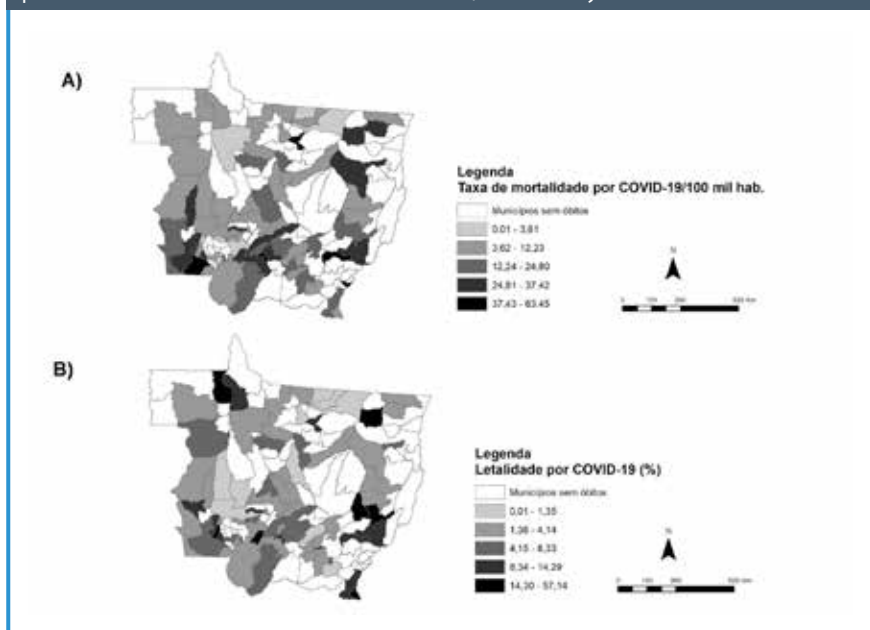 A)
Legenda
Taxa de mortalidade por COVID-19/100 mil hab.
Municípios sem óbitos
0,01 - 3,61
3,62 - 12,23
12,24 - 24,80
24,81 - 37,42
37,43 - 63,45
N
B)
Legenda
Letalidade por COVID-19 (%)
Municípios sem óbitos
0,01 - 1,35
1,36 - 4,14
4,15 - 8,33
8,34 - 14,29
14,30 - 57,14
N